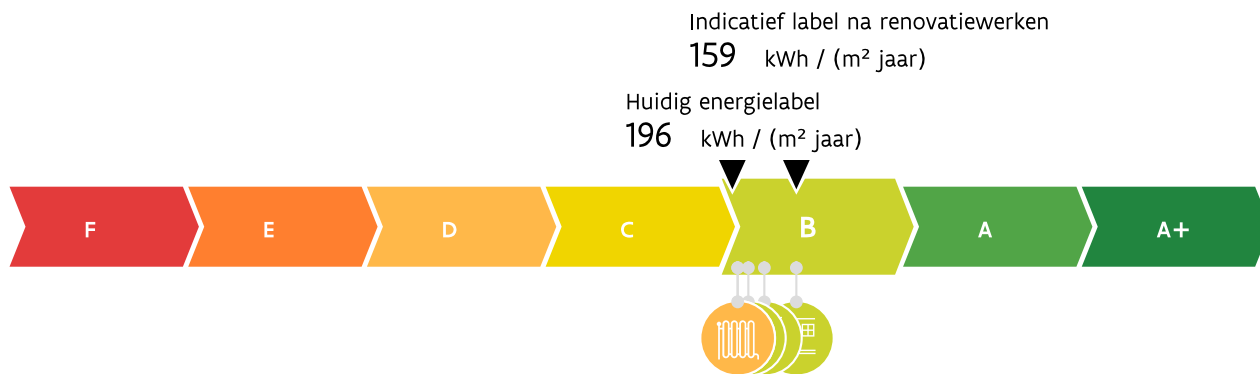 Indicatief label na renovatiewerken
159 kWh / (m² jaar)
Huidig energielabel
196 kWh / (m² jaar)
F E D C B A A+